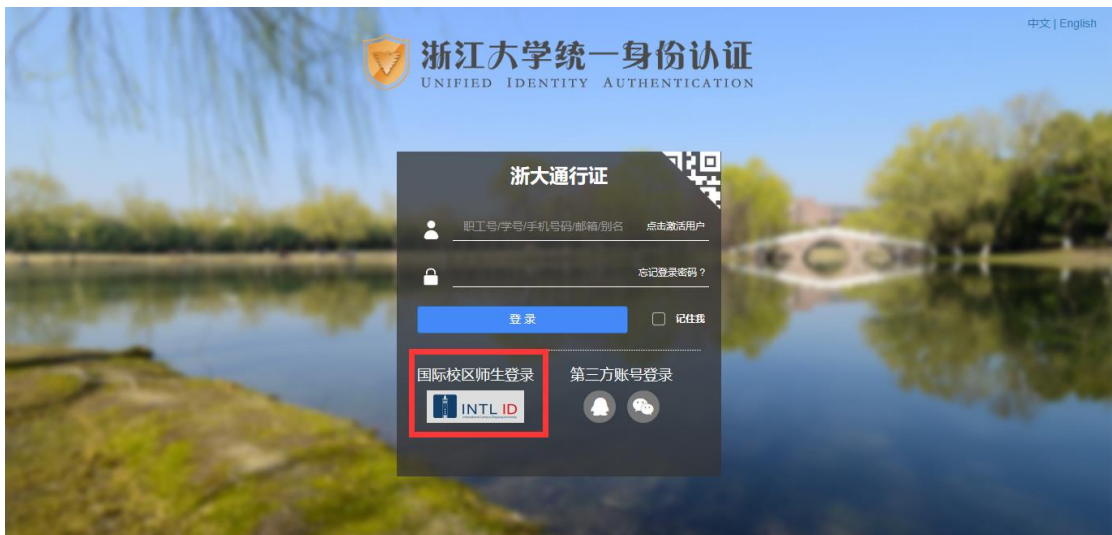 中文 | English
浙江大学统一身份认证
UNIFIED IDENTITY AUTHENTICATION
浙大通行证
职工号/学号/手机号码/邮箱/别名 点击激活用户
忘记登录密码？
登录 记住我
国际校区师生登录 第三方账号登录
INTL ID